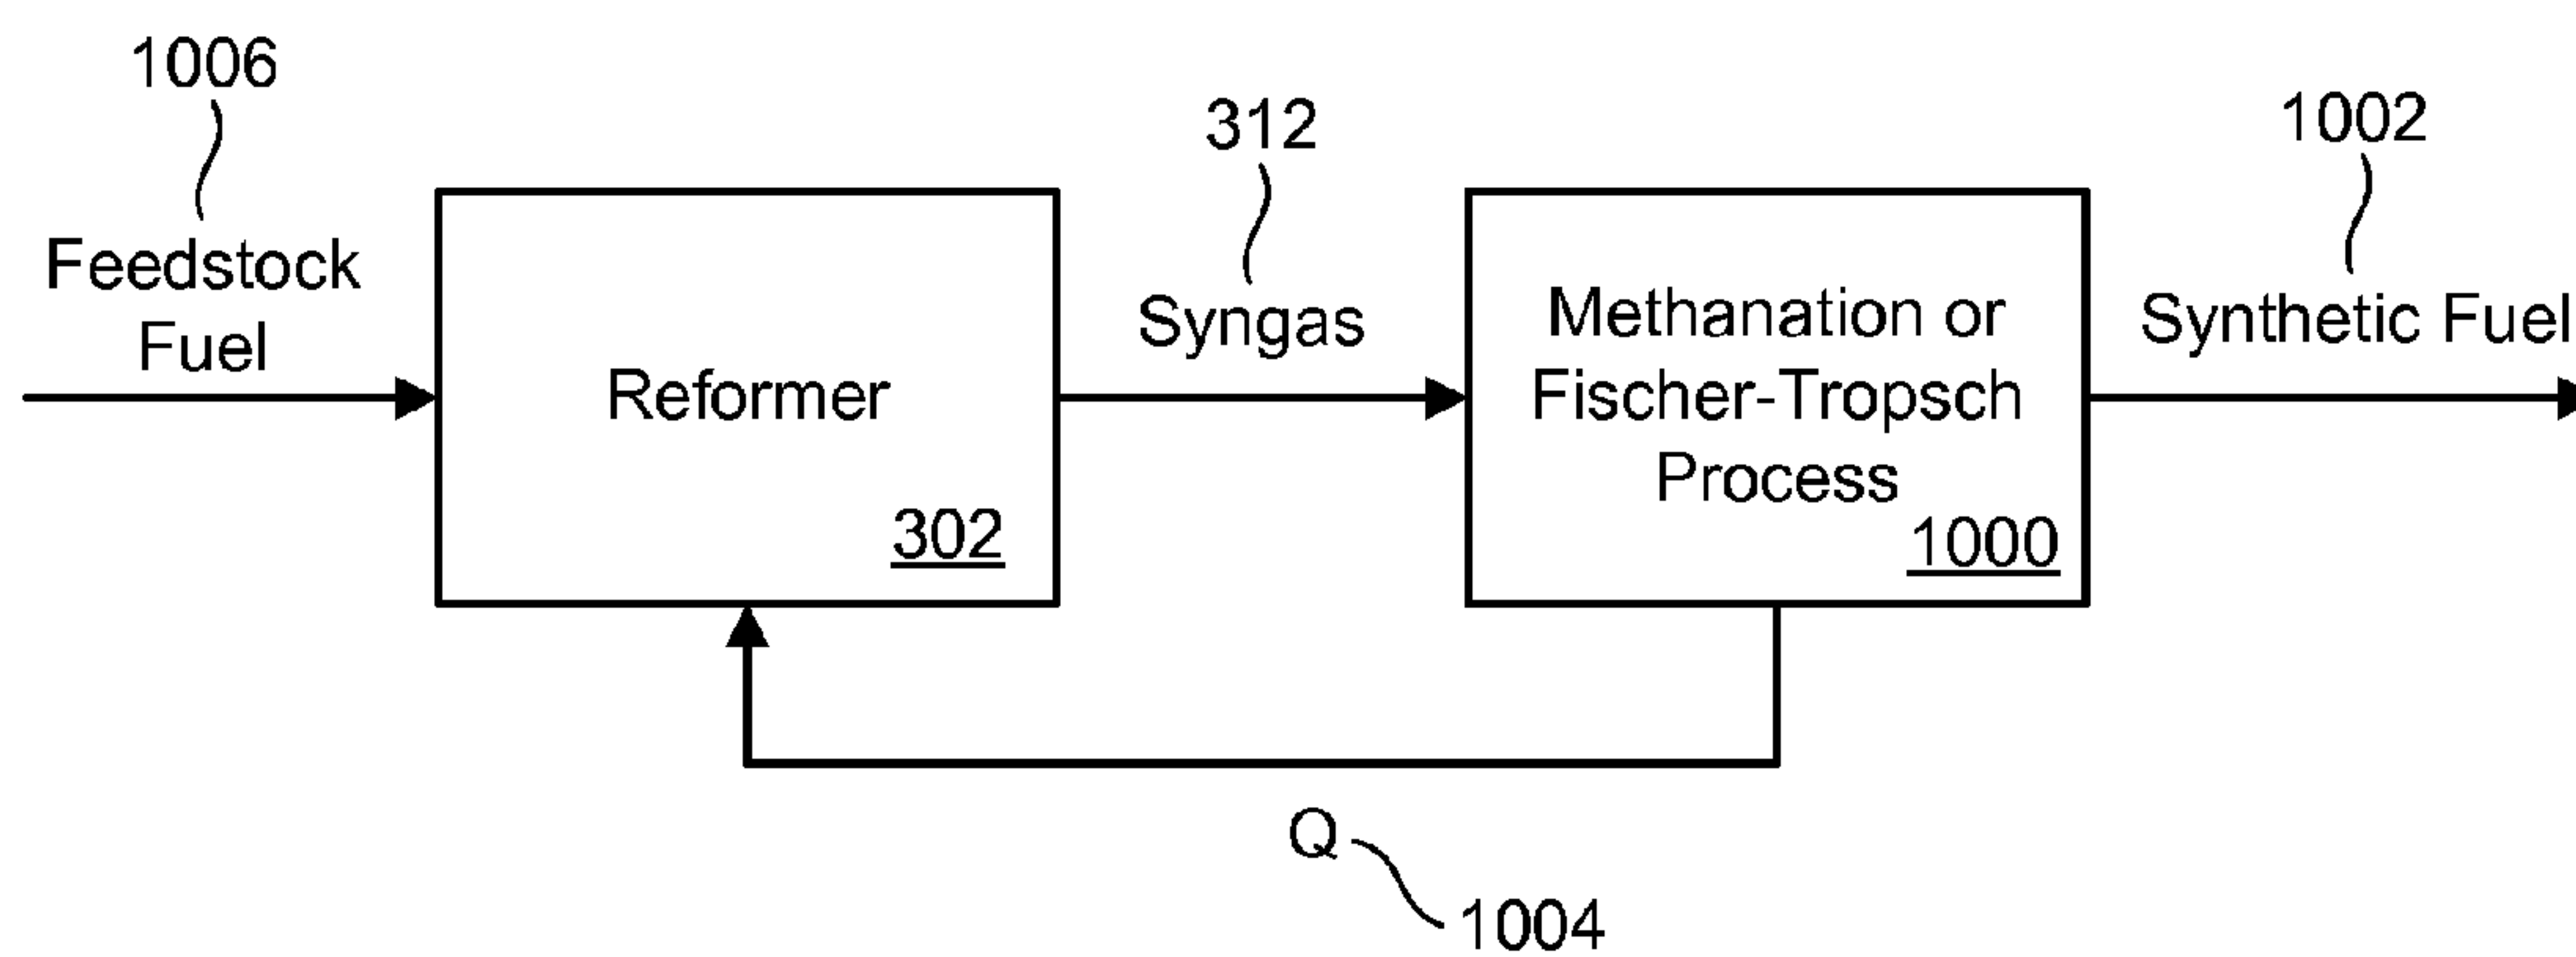 1006
Feedstock
Fuel
Reformer
302
312
Syngas
Methanation or
Fischer-Tropsch
Process
1000
1002
Synthetic Fuel
Q
1004